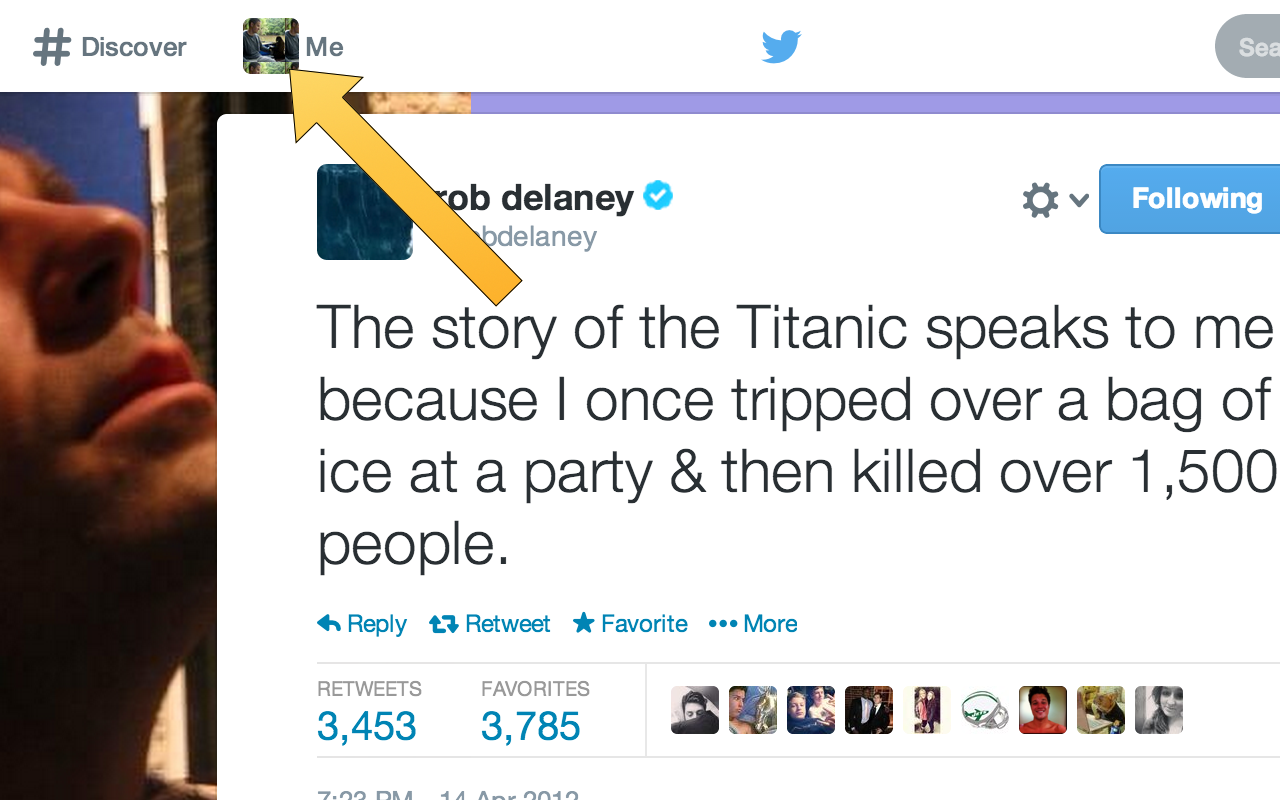 Discover
Me
Sea
rob delaney
obdelaney
Following
The story of the Titanic speaks to me
because I once tripped over a bag of
ice at a party & then killed over 1,500
people.
Reply Retweet Favorite More
RETWEETS FAVORITES
3,453 3,785
7:23 PM - 14 Apr 2012